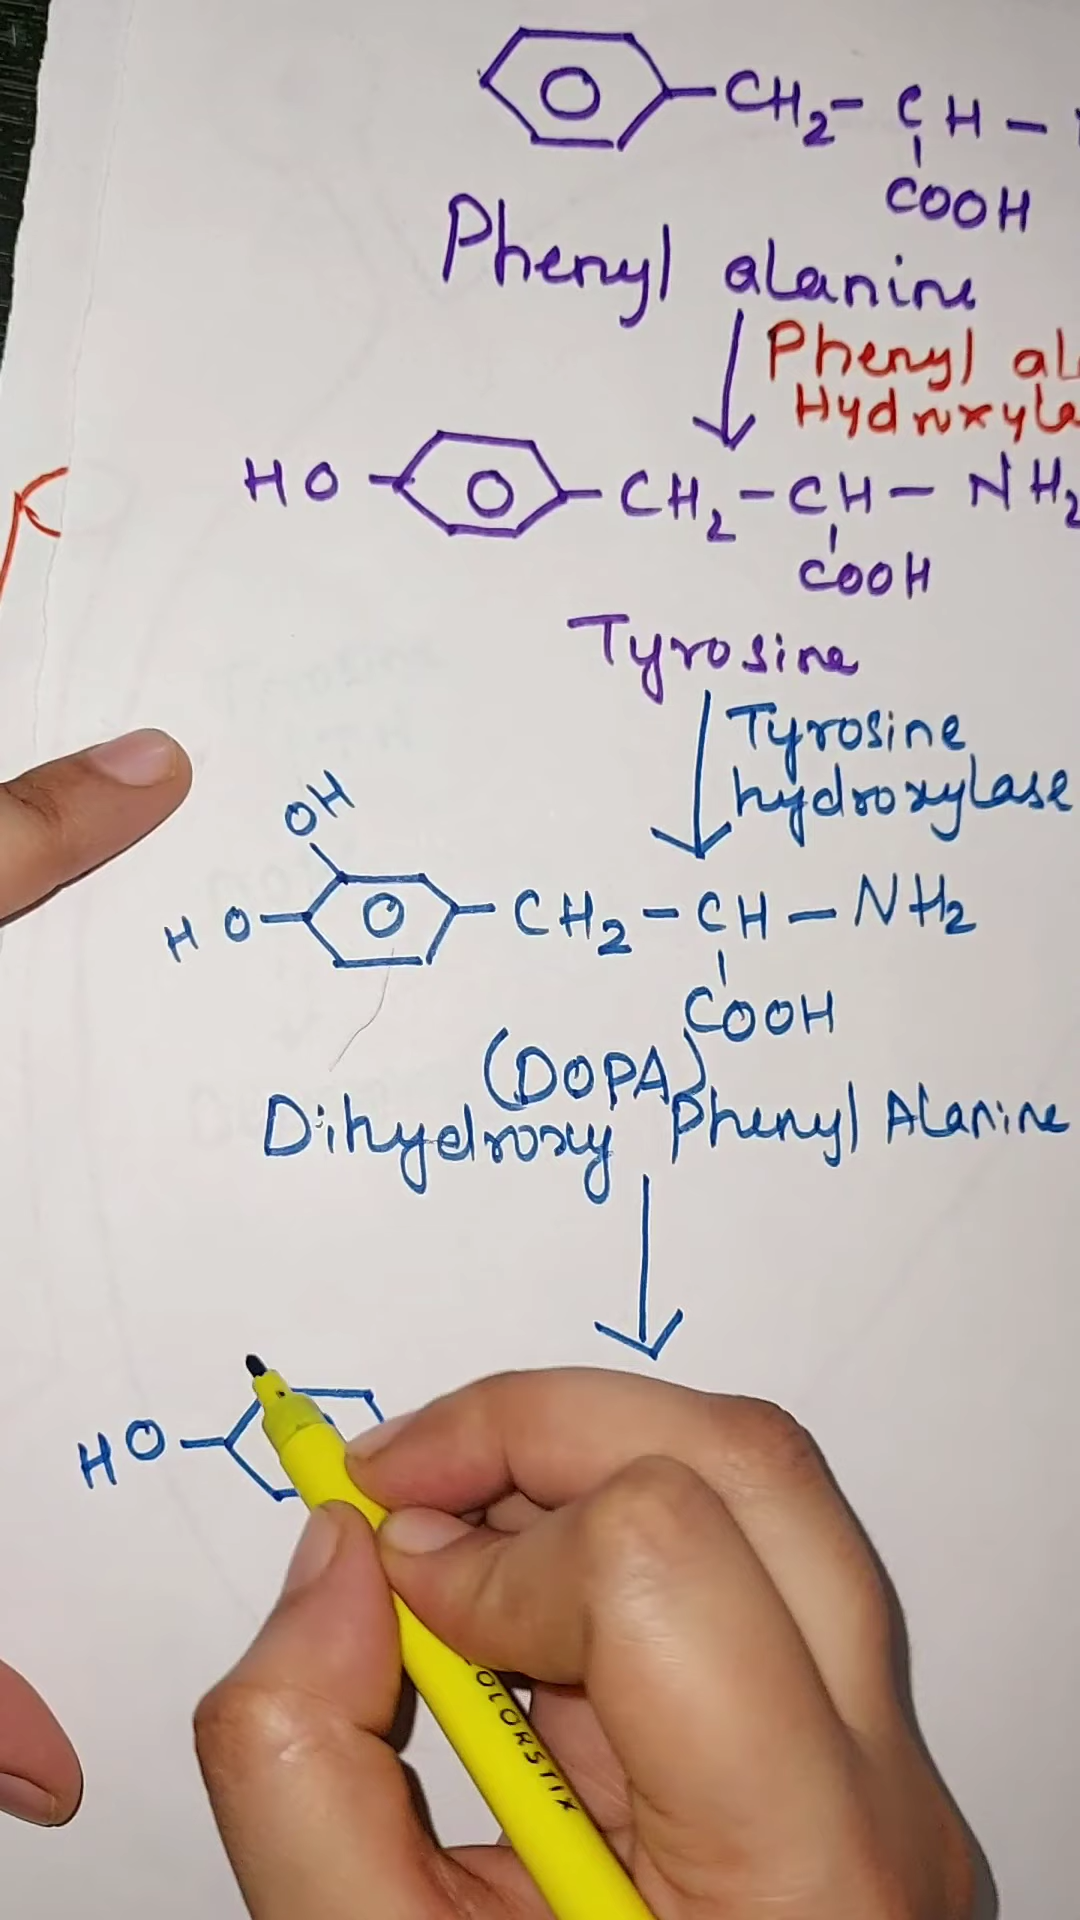 CH₂ - CH -
COOH
Phenyl alanine
Phenyl al
Hydroxyla
HO - CH₂ - CH - NH₂
COOH
Tyrosine
Tyrosine
hydroxylase
OH
HO - CH₂ - CH - NH₂
COOH
(DOPA)
Dihydroxy Phenyl Alanine
HO
OLORSTIX